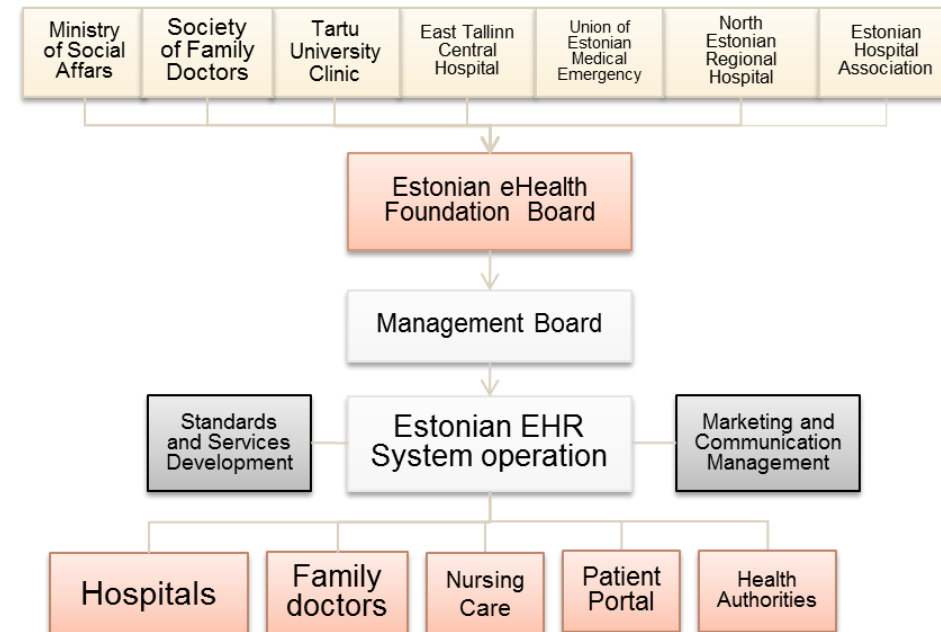 Ministry
of Social
Affars
Society
of Family
Doctors
Tartu
University
Clinic
East Tallinn
Central
Hospital
Union of
Estonian
Medical
Emergency
North
Estonian
Regional
Hospital
Estonian
Hospital
Association
Estonian eHealth
Foundation Board
Management Board
Standards
and Services
Development
Estonian EHR
System operation
Marketing and
Communication
Management
Hospitals
Family
doctors
Nursing
Care
Patient
Portal
Health
Authorities